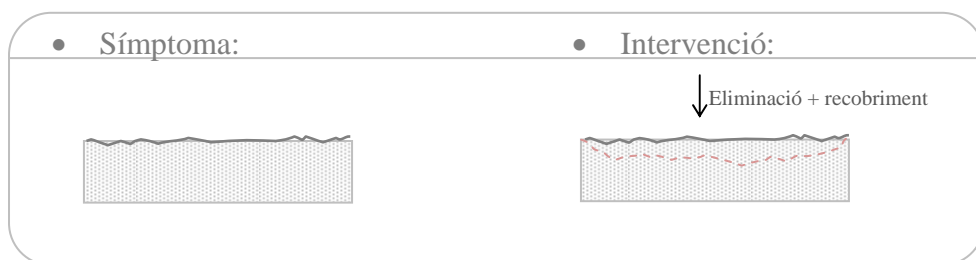 • Símptoma:
• Intervenció:
Eliminació + recobriment